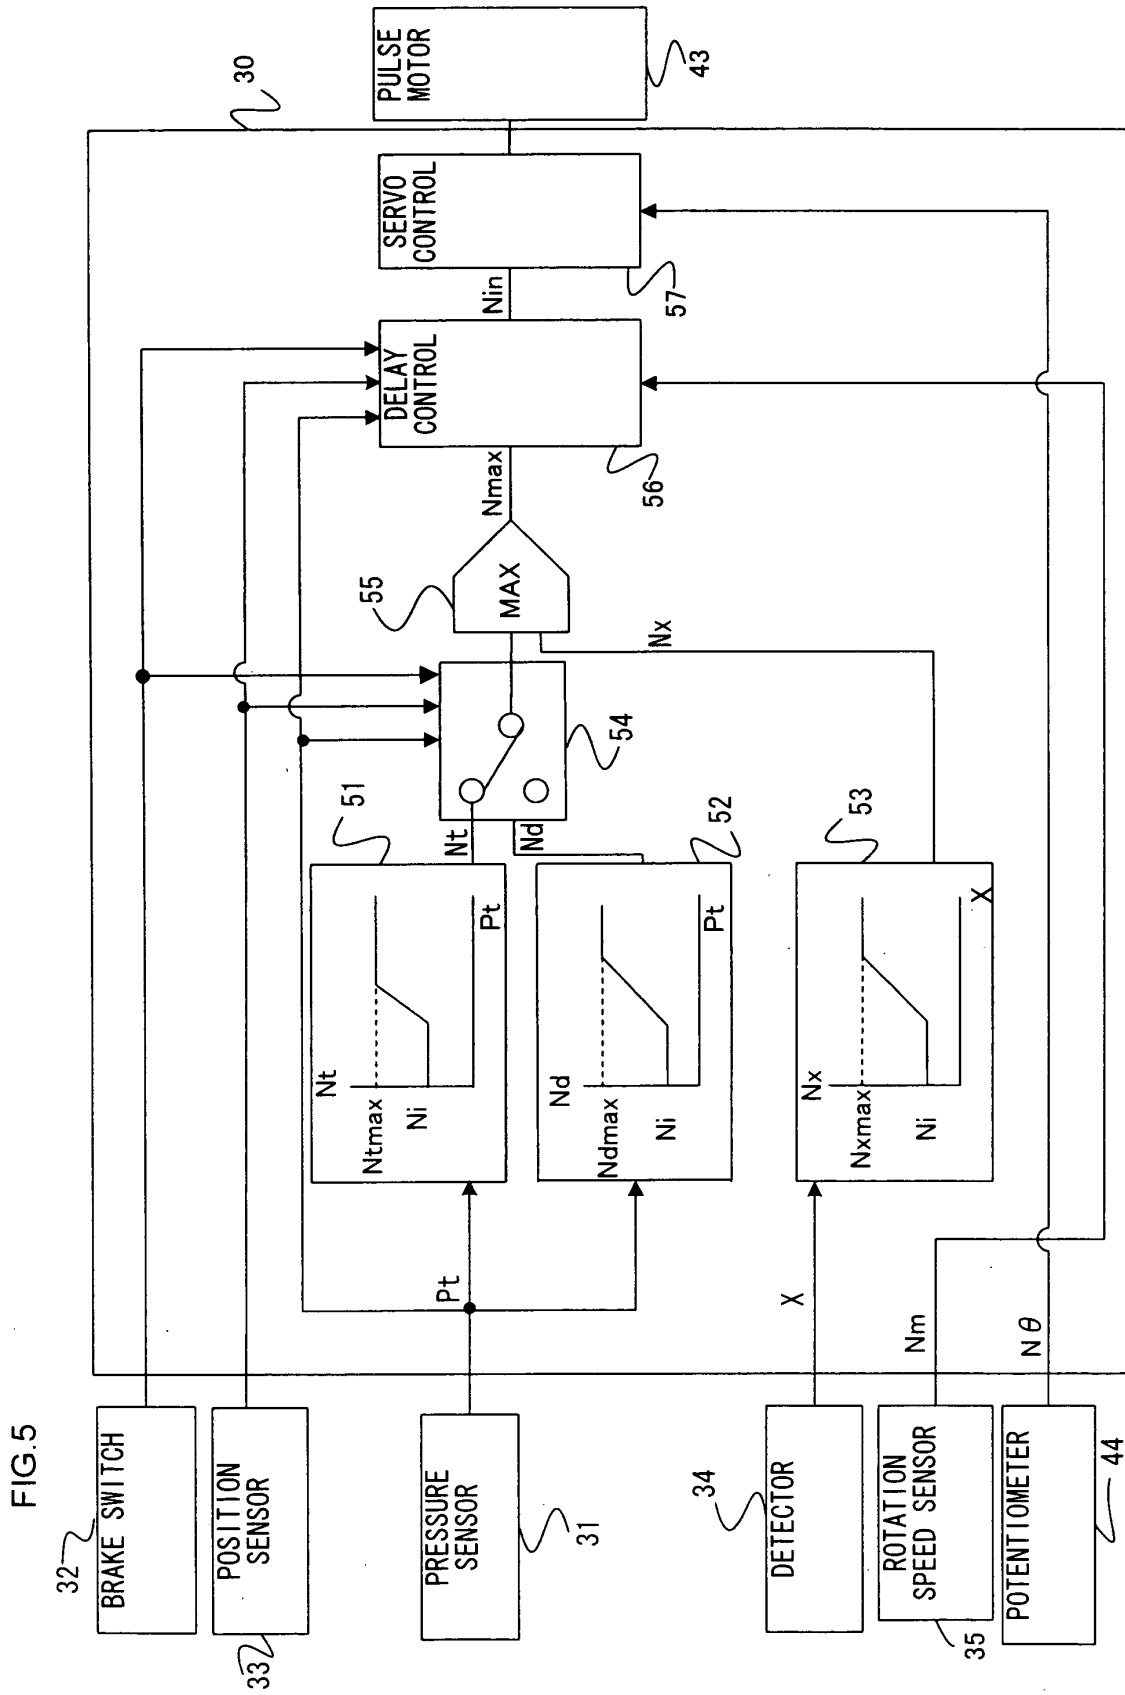 FIG.5
30
32
BRAKE SWITCH
33
POSITION
SENSOR
PRESSURE
SENSOR
31
34
DETECTOR
ROTATION
SPEED SENSOR
35
POTENTIOMETER
44
Pt
X
Nm
Nθ
51
Nt
Ntmax
Ni
Pt
52
Nd
Ndmax
Ni
Pt
53
Nx
Nxmax
Ni
X
Nt
Nd
54
55
MAX
Nx
Nmax
DELAY
CONTROL
56
Nin
SERVO
CONTROL
57
PULSE
MOTOR
43